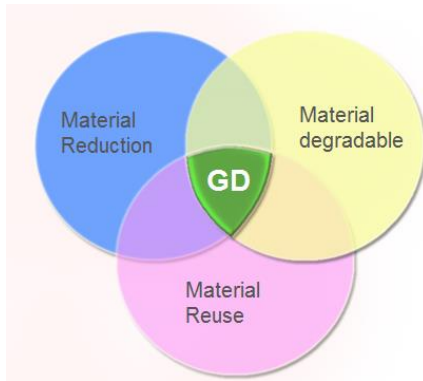 Material
Reduction
Material
degradable
GD
Material
Reuse